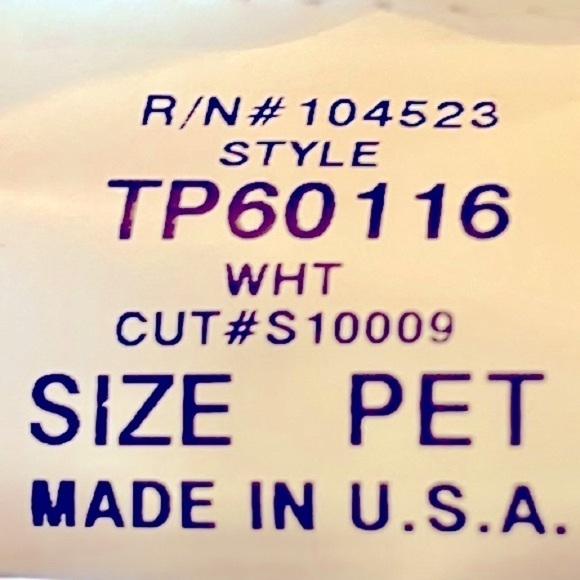 R/N# 104523
STYLE
TP60116
WHT
CUT#S10009
SIZE PET
MADE IN U.S.A.